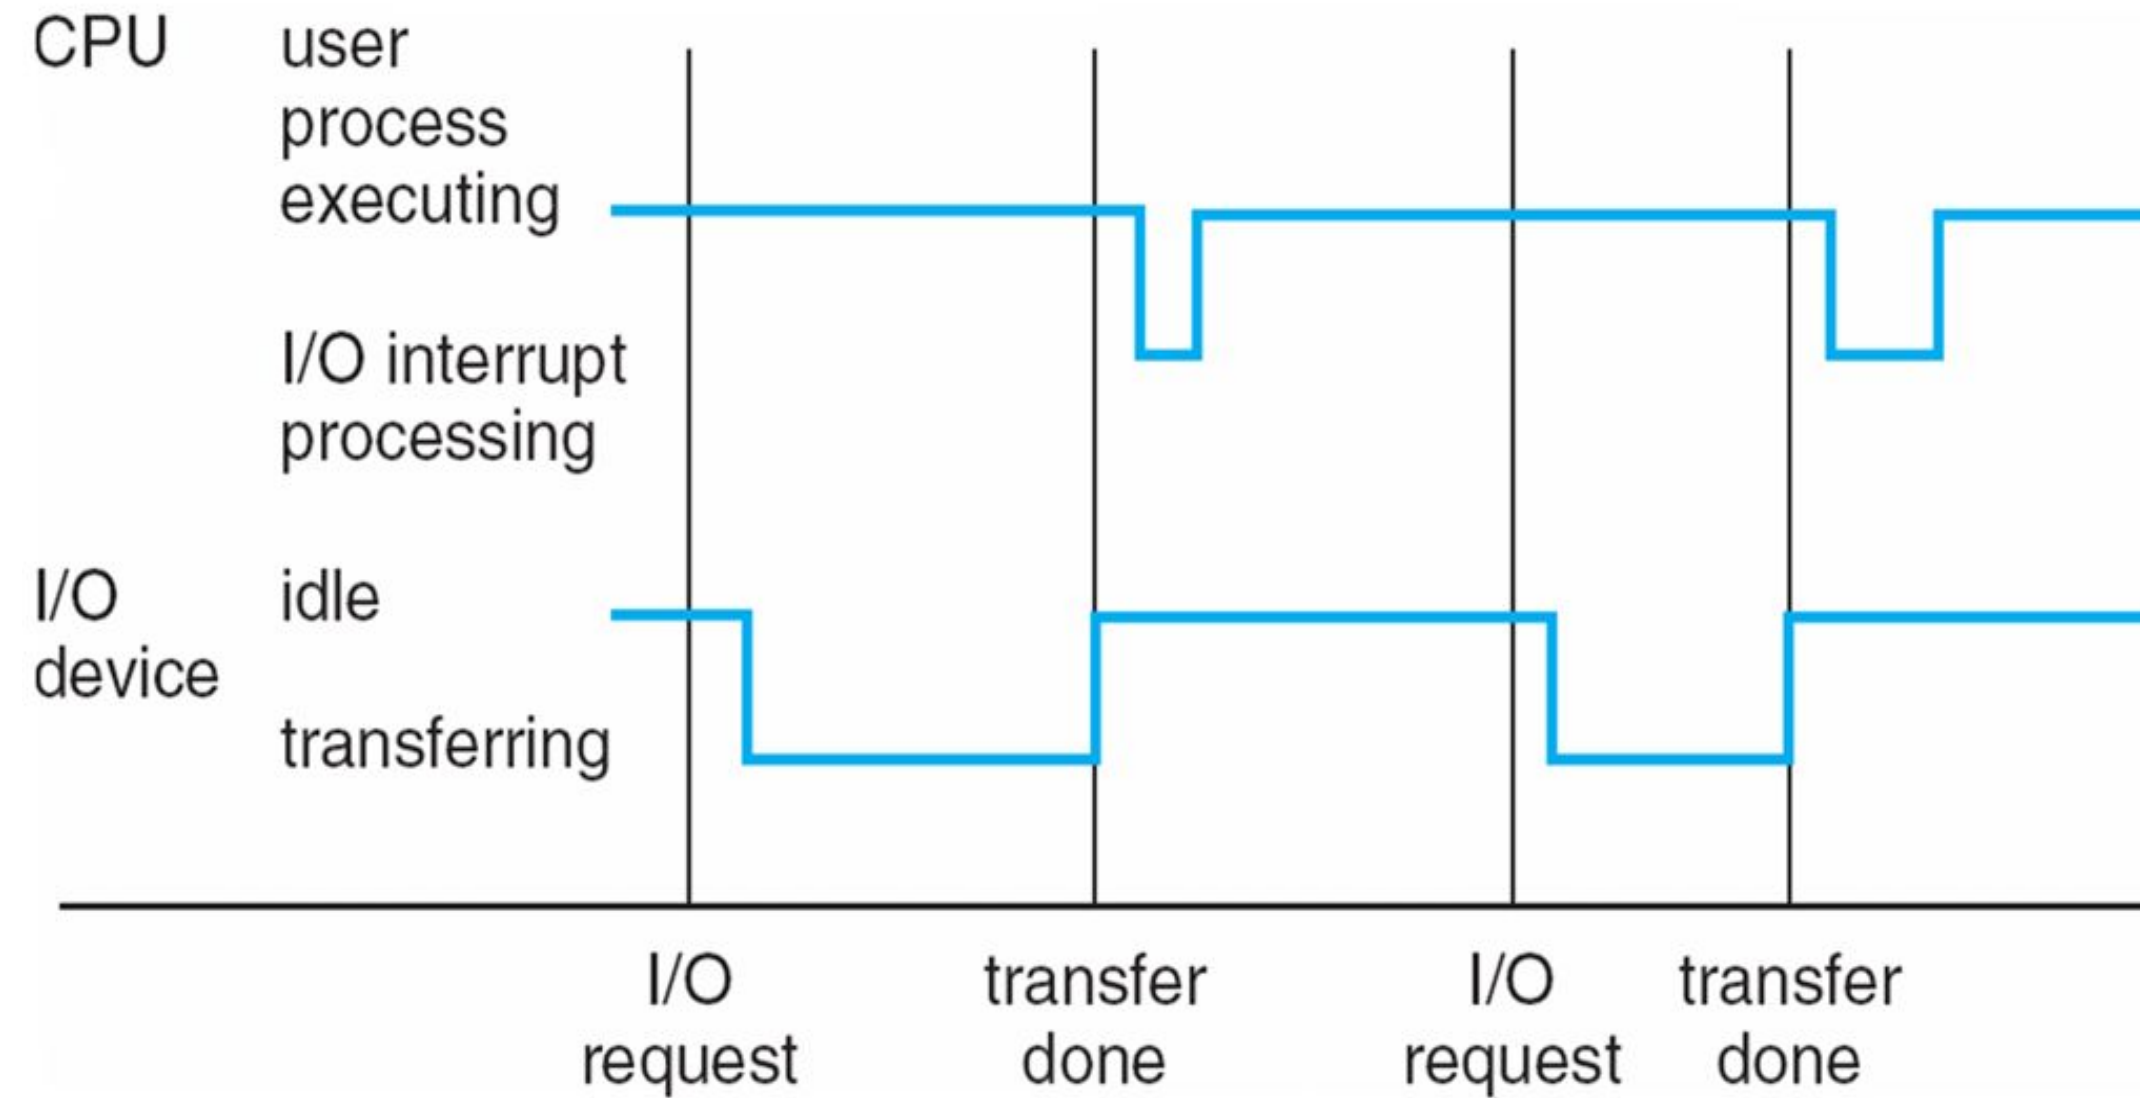 CPU user
process
executing
I/O interrupt
processing
I/O idle
device
transferring
I/O transfer I/O transfer
request done request done